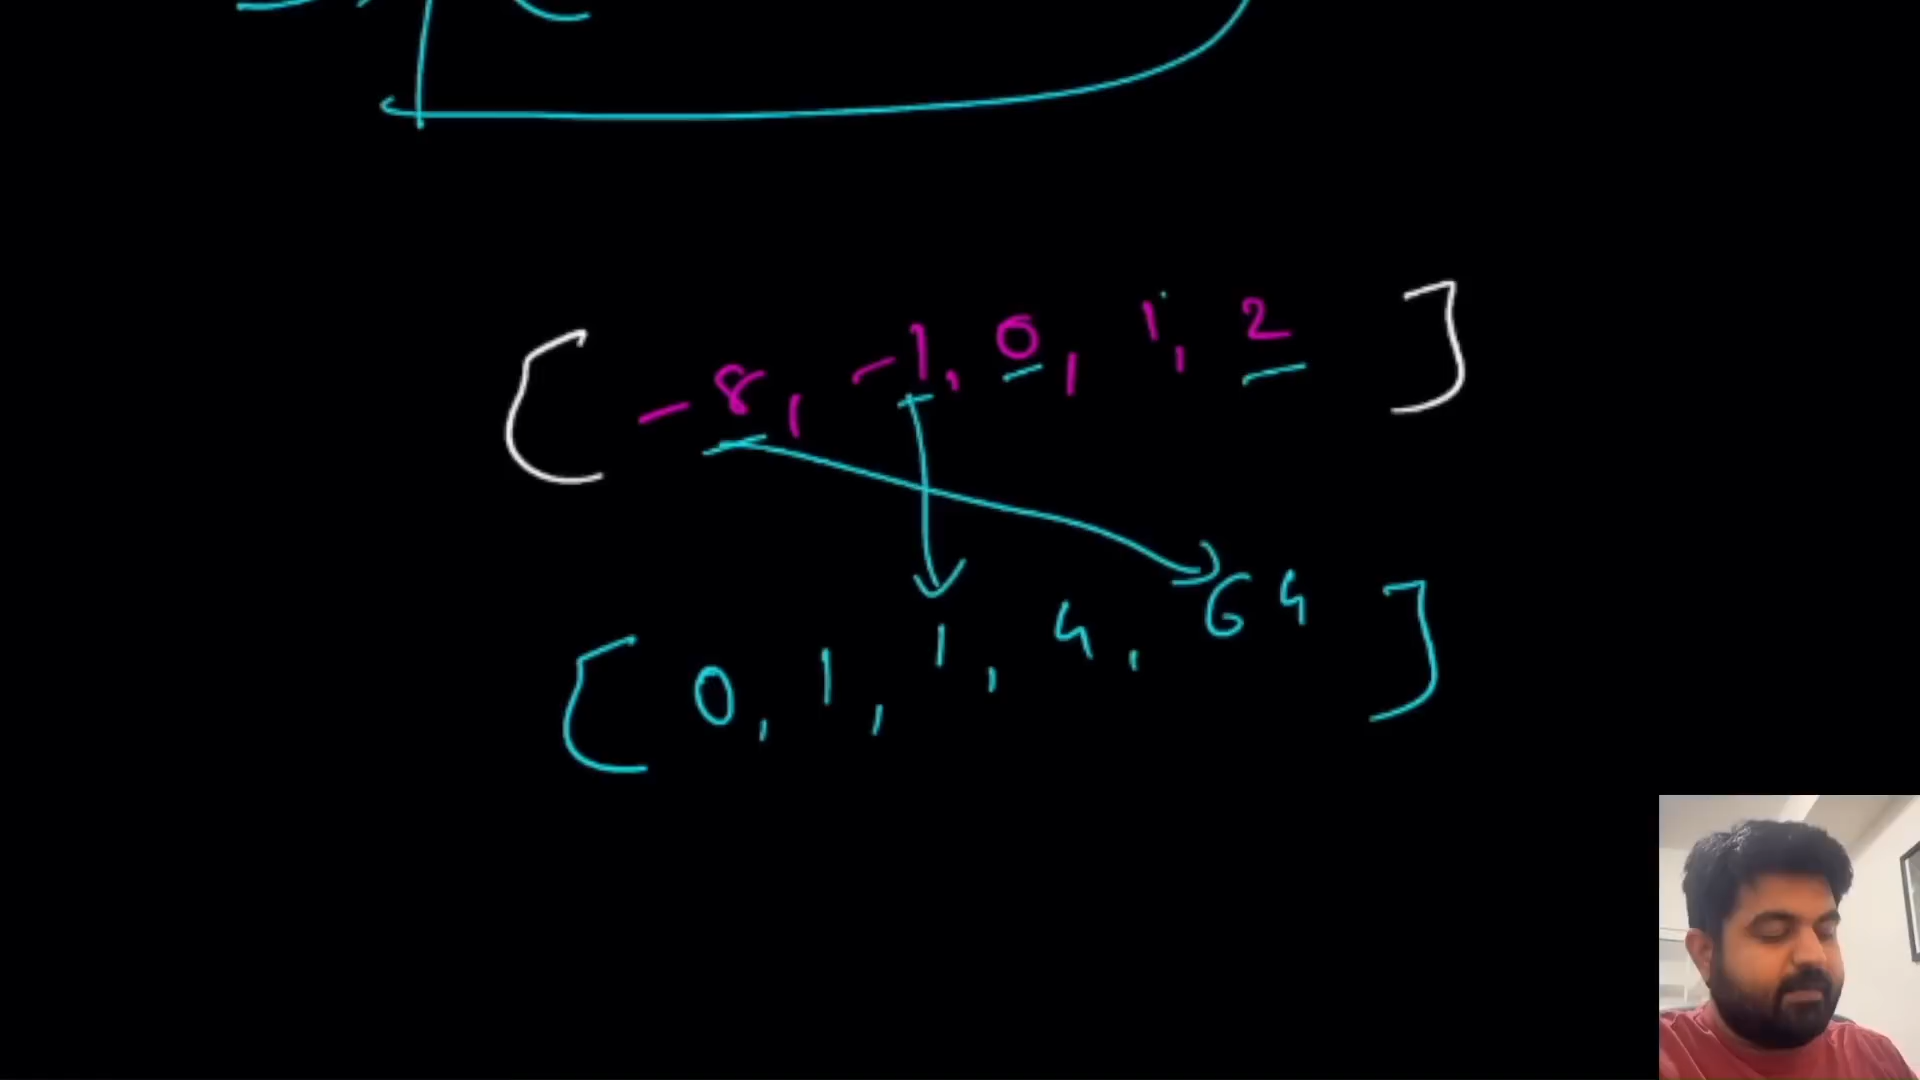 [ -8, -1, 0, 1, 2 ]
[ 0, 1, 1, 4, 64 ]